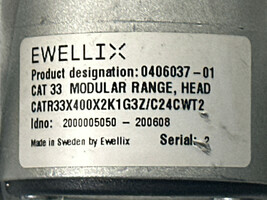 EWELLIX
Product designation: 0406037-01
CAT 33 MODULAR RANGE, HEAD
CATR33X400X2K1G3Z/C24CWT2
Idno: 2000005050 - 200608
Made in Sweden by Ewellix Serial: 2